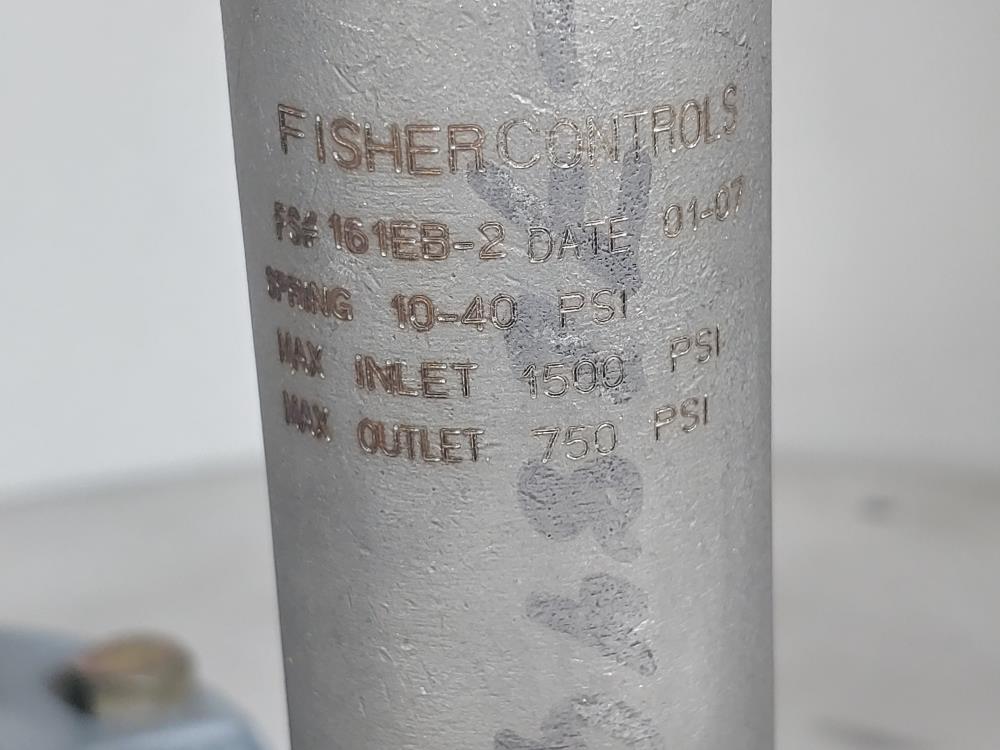 FISHER CONTROLS
FS# 161EB-2 DATE 01-07
SPRING 10-40 PSI
MAX INLET 1500 PSI
MAX OUTLET 750 PSI